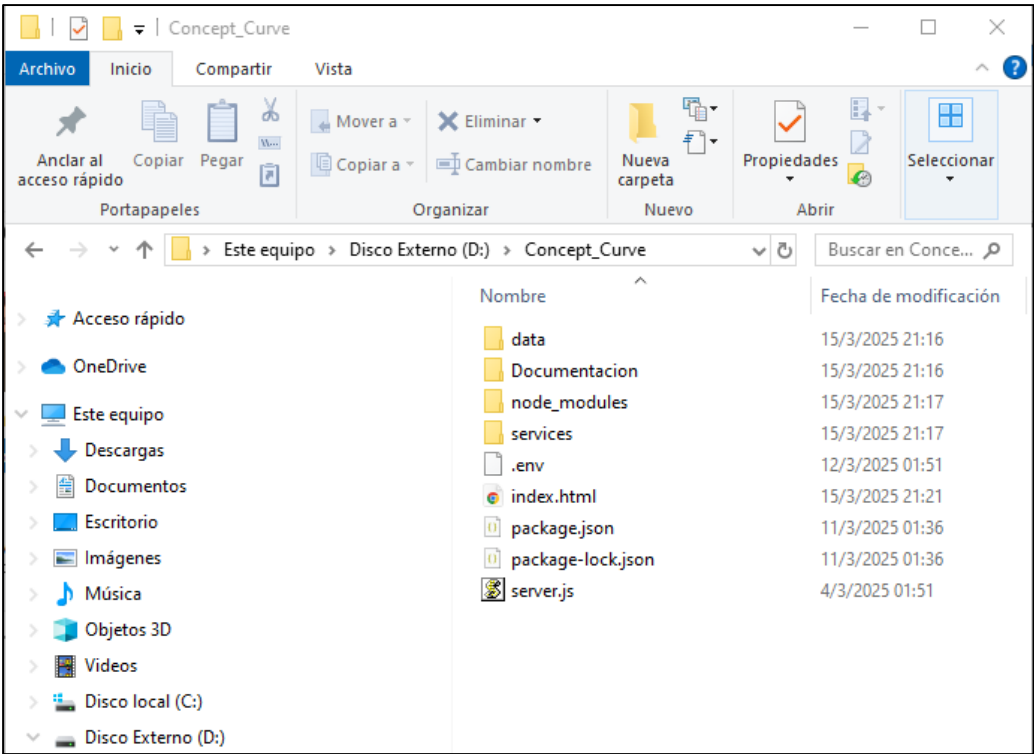 Concept_Curve
Archivo Inicio Compartir Vista
?
Anclar al acceso rápido Copiar Pegar
Mover a Eliminar
Copiar a Cambiar nombre
Nueva carpeta
Propiedades
Seleccionar
Portapapeles Organizar Nuevo Abrir
Este equipo > Disco Externo (D:) > Concept_Curve
Buscar en Conce...
Nombre Fecha de modificación
Acceso rápido
OneDrive
Este equipo
Descargas
Documentos
Escritorio
Imágenes
Música
Objetos 3D
Videos
Disco local (C:)
Disco Externo (D:)
data 15/3/2025 21:16
Documentacion 15/3/2025 21:16
node_modules 15/3/2025 21:17
services 15/3/2025 21:17
.env 12/3/2025 01:51
index.html 15/3/2025 21:21
package.json 11/3/2025 01:36
package-lock.json 11/3/2025 01:36
server.js 4/3/2025 01:51